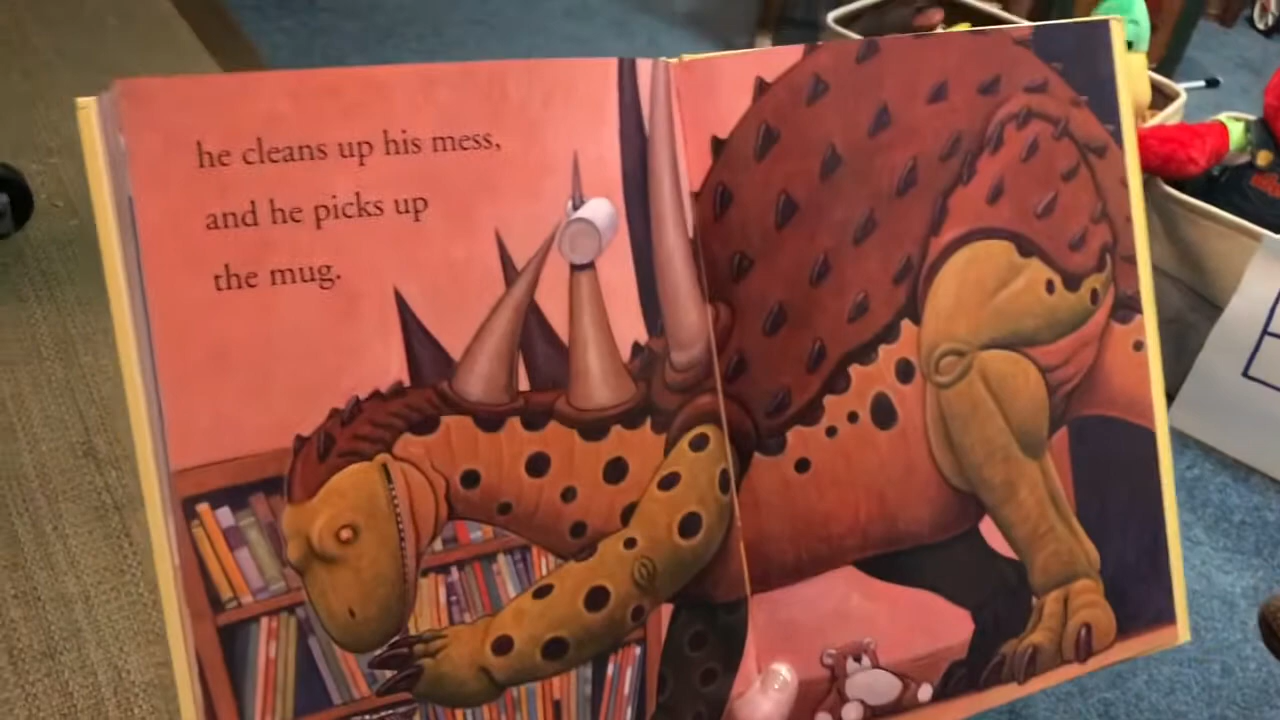 he cleans up his mess,
and he picks up
the mug.